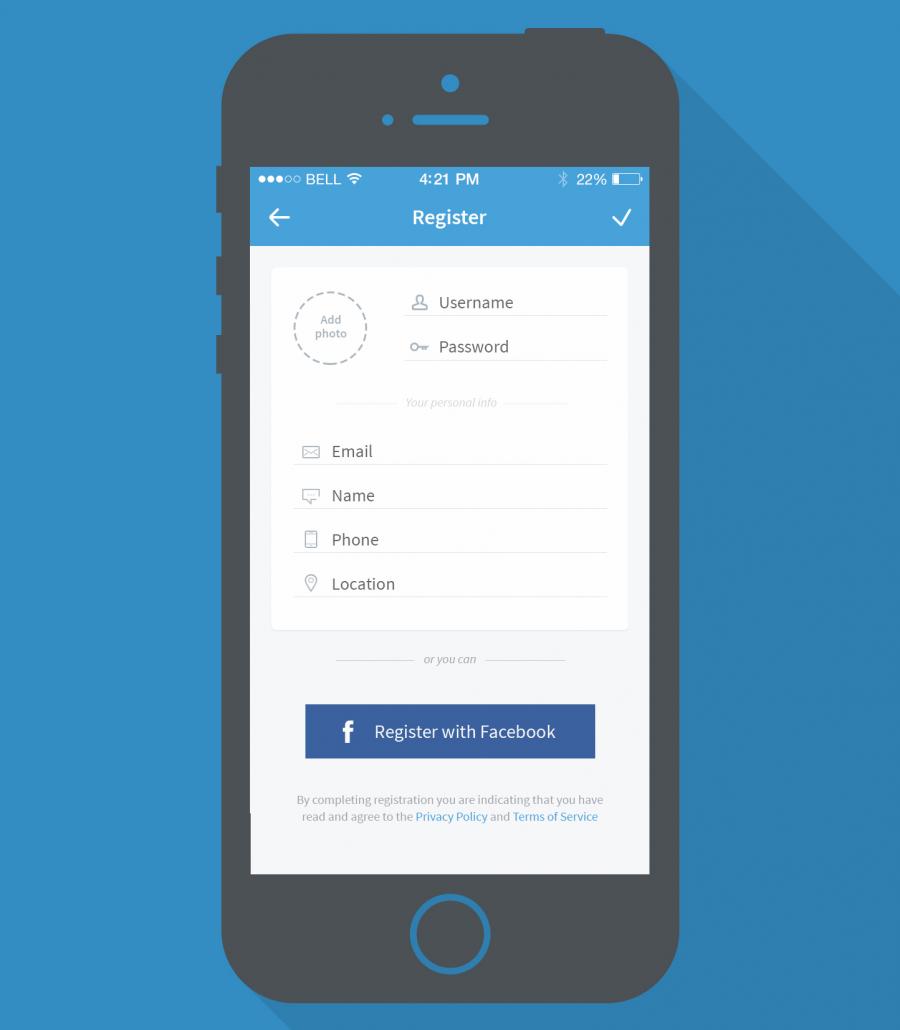 BELL 4:21 PM 22%
Register
Add
photo
Username
Password
Your personal info
Email
Name
Phone
Location
or you can
f Register with Facebook
By completing registration you are indicating that you have
read and agree to the Privacy Policy and Terms of Service